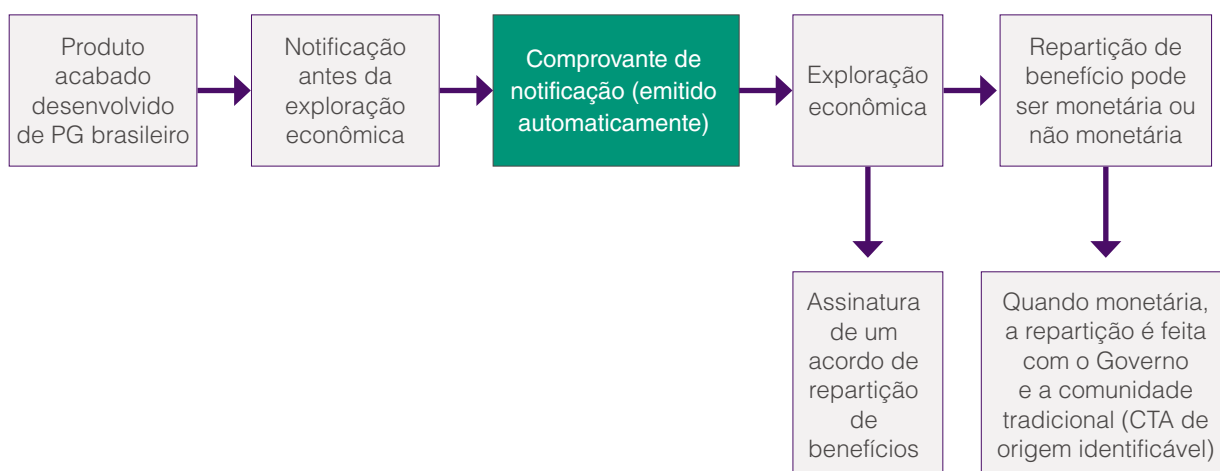 Produto
acabado
desenvolvido
de PG brasileiro
Notificação
antes da
exploração
econômica
Comprovante de
notificação (emitido
automaticamente)
Exploração
econômica
Repartição de
benefício pode
ser monetária ou
não monetária
Assinatura
de um
acordo de
repartição
de
benefícios
Quando monetária,
a repartição é feita
com o Governo
e a comunidade
tradicional (CTA de
origem identificável)